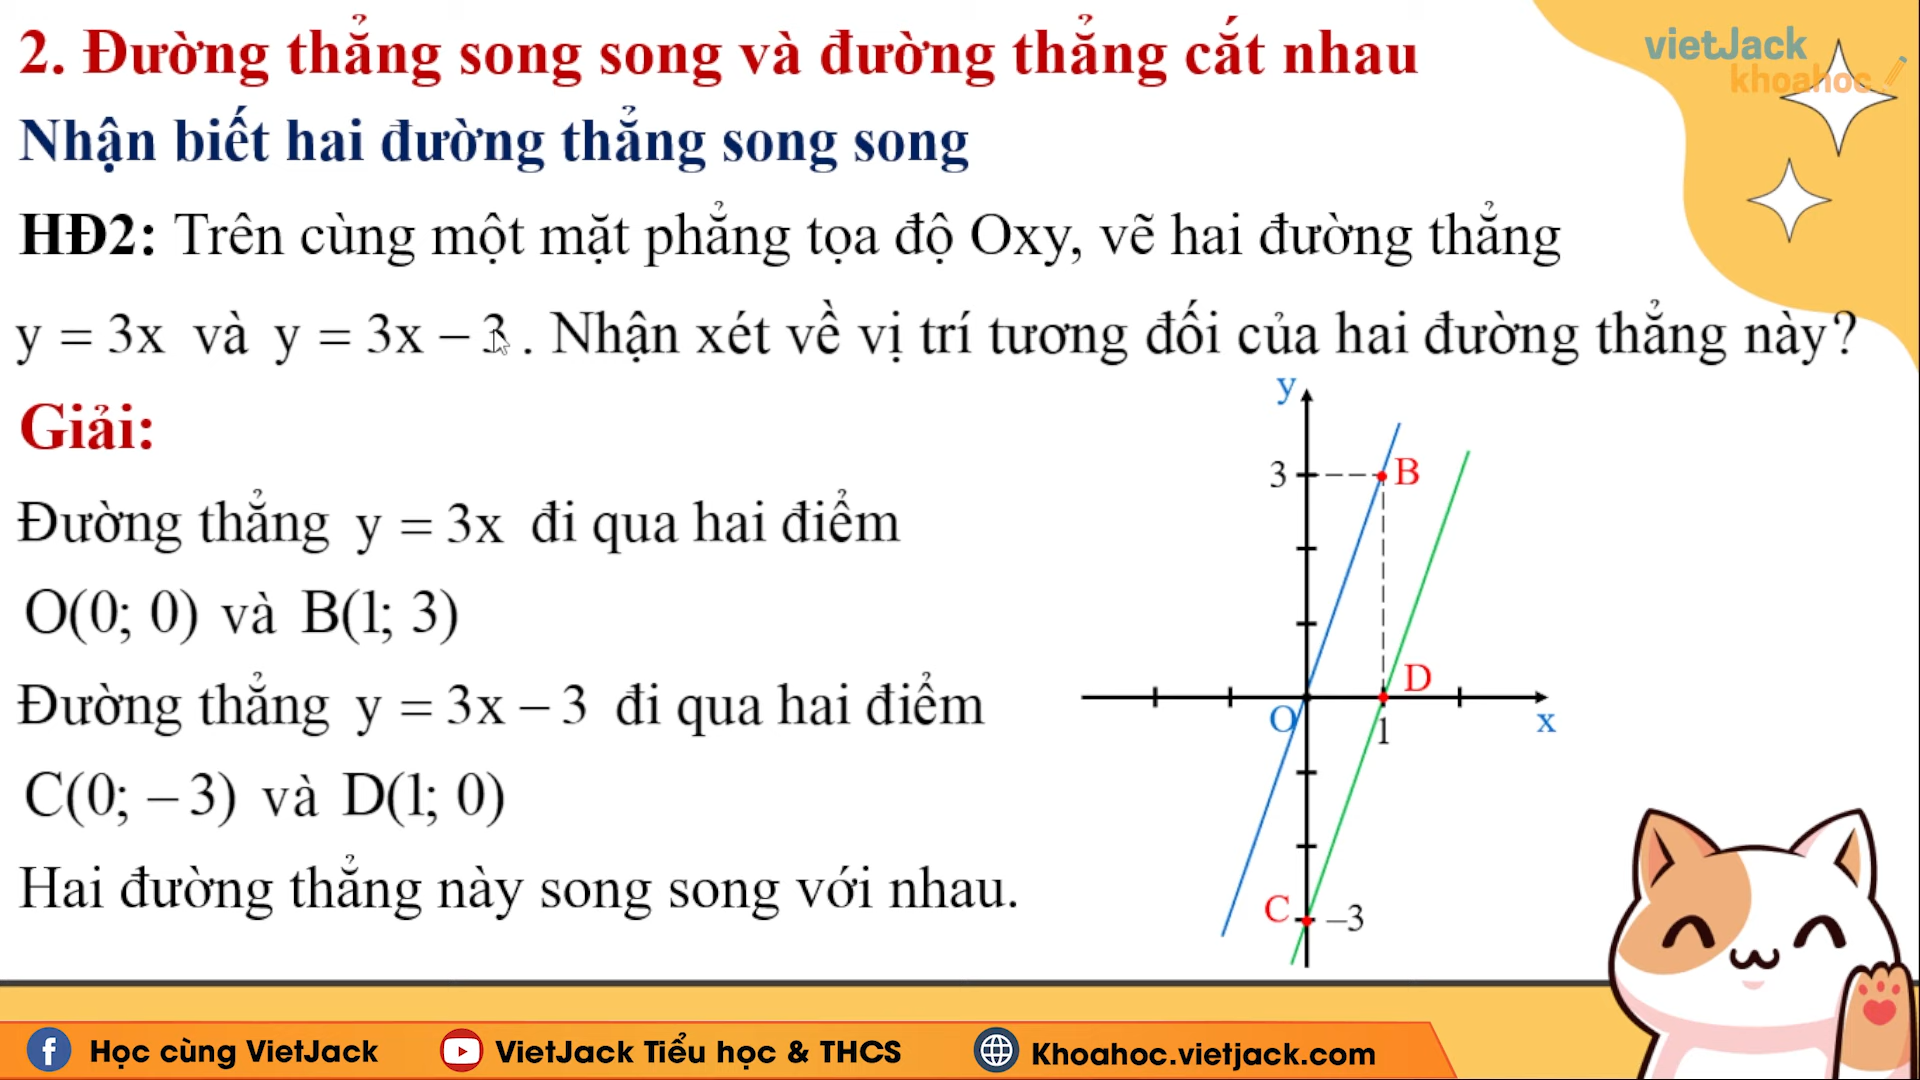 2. Đường thẳng song song và đường thẳng cắt nhau
vietJack
khoahoc
Nhận biết hai đường thẳng song song
HĐ2: Trên cùng một mặt phẳng tọa độ Oxy, vẽ hai đường thẳng
y = 3x và y = 3x – 3 . Nhận xét về vị trí tương đối của hai đường thẳng này?
Giải:
Đường thẳng y = 3x đi qua hai điểm
O(0; 0) và B(1; 3)
Đường thẳng y = 3x – 3 đi qua hai điểm
C(0; – 3) và D(1; 0)
Hai đường thẳng này song song với nhau.
y
3
B
D
O
1
x
C
–3
Học cùng VietJack
VietJack Tiểu học & THCS
Khoahoc.vietjack.com